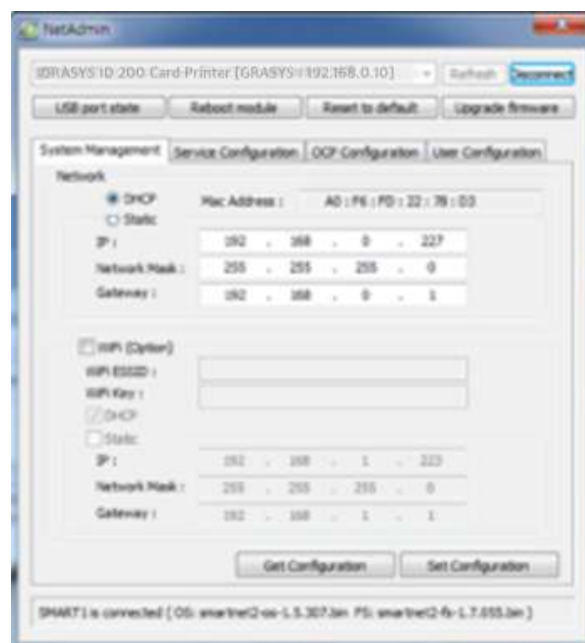 NetAdmin
IDRASYS ID 200 Card-Printer [GRASYS#192.168.0.10] Refresh Disconnect
USB port state Reboot module Reset to default Upgrade firmware
System Management Service Configuration OCF Configuration User Configuration
Network
DHCP Mac Address : A0 : F6 : FD : 22 : 78 : D3
Static
IP : 192 . 168 . 0 . 227
Network Mask : 255 . 255 . 255 . 0
Gateway : 192 . 168 . 0 . 1
WiFi (Option)
WiFi ESSID :
WiFi Key :
DHCP
Static
IP : 192 . 168 . 1 . 223
Network Mask : 255 . 255 . 255 . 0
Gateway : 192 . 168 . 1 . 1
Get Configuration Set Configuration
SMART1 is connected [ OS: smartnet2-os-1.5.307.bin FS: smartnet2-fs-1.7.655.bin ]